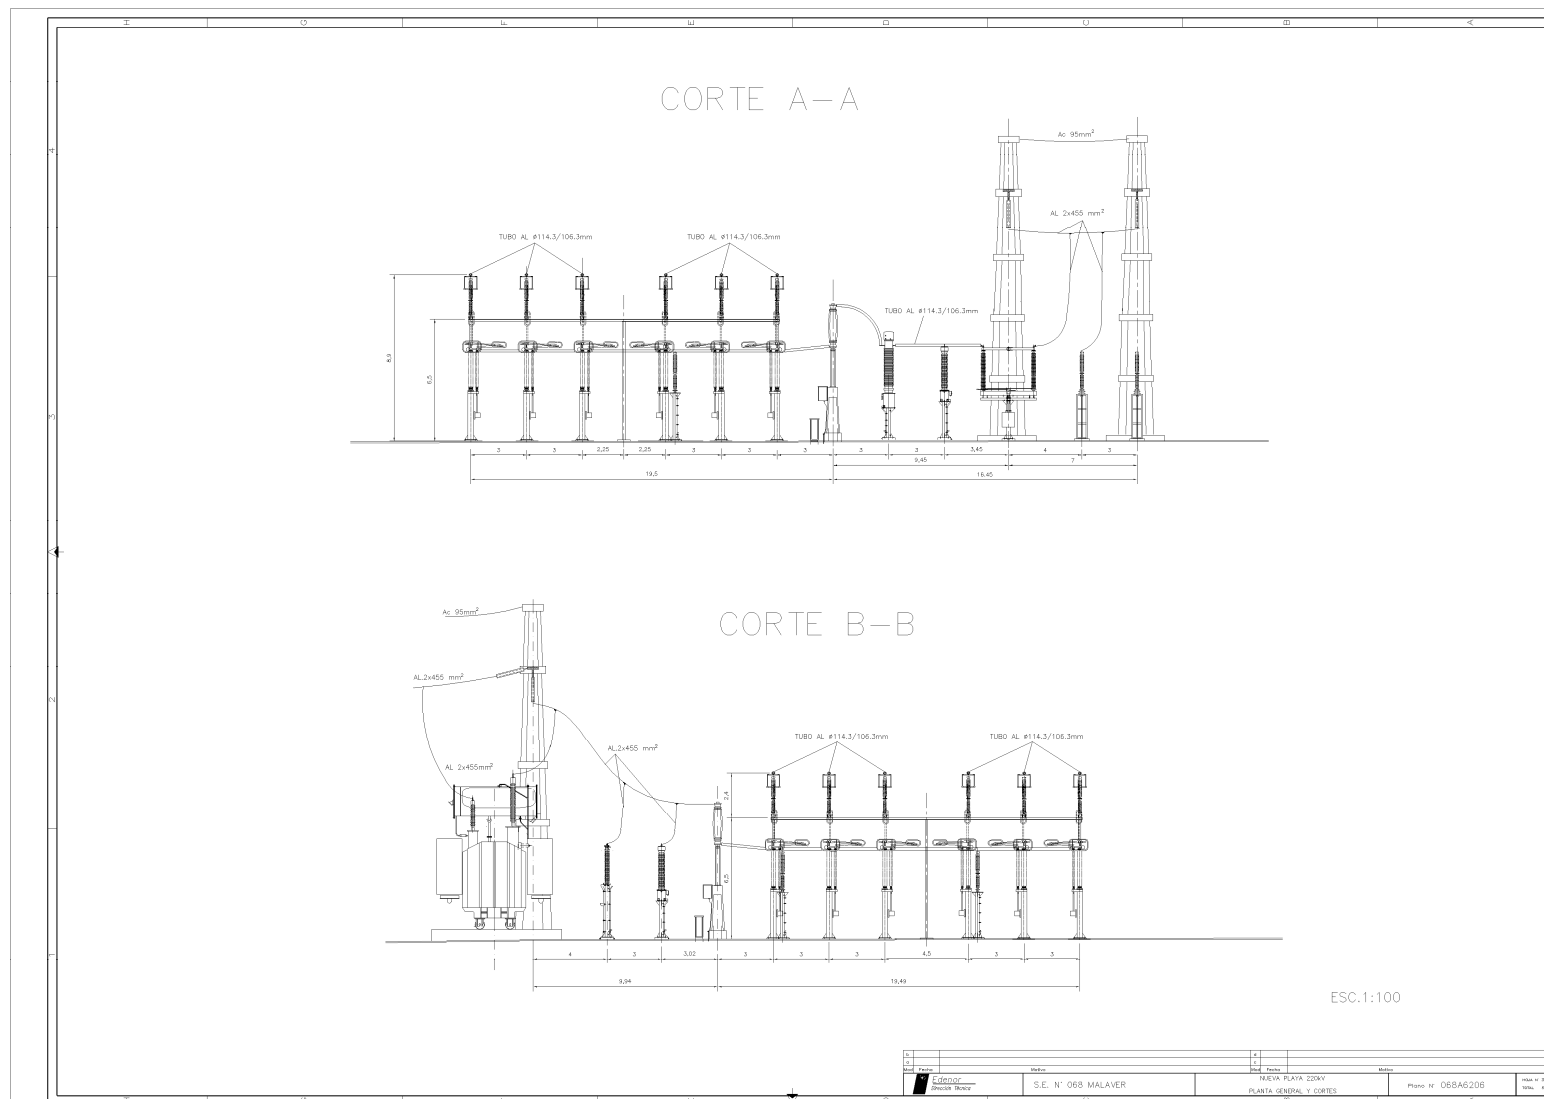 H G F E D C B A
CORTE A-A
4
Ac 95mm²
AL 2x455 mm²
TUBO AL ø114.3/106.3mm TUBO AL ø114.3/106.3mm
TUBO AL ø114.3/106.3mm
8,9
6,5
3
3 3 2,25 2,25 3 3 3 3 3 3,45 4 3
9,45 7
19,5 16,45
A
CORTE B-B
Ac 95mm²
2
AL.2x455 mm²
TUBO AL ø114.3/106.3mm TUBO AL ø114.3/106.3mm
AL.2x455 mm²
AL 2x455mm²
2,4
6,5
1
4 3 3,02 3 3 3 4,5 3 3
9,94 19,49
ESC.1:100
Mod. Fecha Motivo Mod. Fecha Motivo
Edenor
Dirección Técnica
S.E. N° 068 MALAVER
NUEVA PLAYA 220kV
PLANTA GENERAL Y CORTES
Plano N° 068A6206
HOJA N° 3
TOTAL